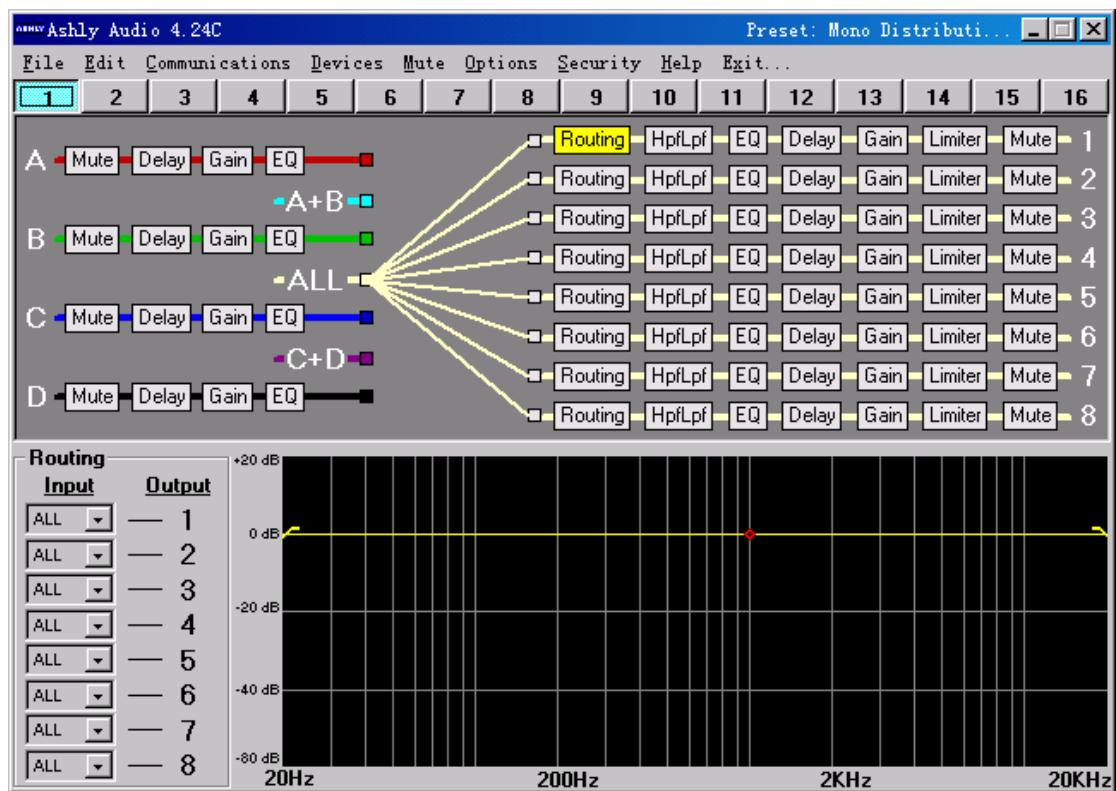 ASHLY Ashly Audio 4.24C Preset: Mono Distributi...
File Edit Communications Devices Mute Options Security Help Exit...
1 2 3 4 5 6 7 8 9 10 11 12 13 14 15 16
Routing HpfLpf EQ Delay Gain Limiter Mute 1
A Mute Delay Gain EQ
Routing HpfLpf EQ Delay Gain Limiter Mute 2
A+B
Routing HpfLpf EQ Delay Gain Limiter Mute 3
B Mute Delay Gain EQ
Routing HpfLpf EQ Delay Gain Limiter Mute 4
ALL
Routing HpfLpf EQ Delay Gain Limiter Mute 5
C Mute Delay Gain EQ
Routing HpfLpf EQ Delay Gain Limiter Mute 6
C+D
Routing HpfLpf EQ Delay Gain Limiter Mute 7
D Mute Delay Gain EQ
Routing HpfLpf EQ Delay Gain Limiter Mute 8
Routing
Input Output
ALL 1
ALL 2
ALL 3
ALL 4
ALL 5
ALL 6
ALL 7
ALL 8
+20 dB
0 dB
-20 dB
-40 dB
-80 dB
20Hz 200Hz 2KHz 20KHz